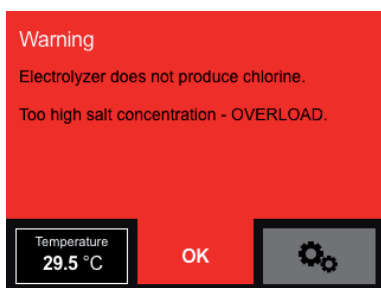 Warning
Electrolyzer does not produce chlorine.
Too high salt concentration - OVERLOAD.
Temperature
29.5 °C
OK